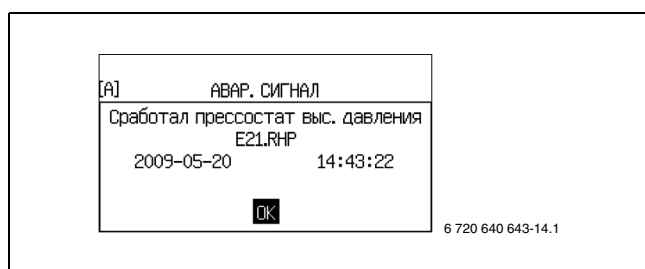 [A] АВАР. СИГНАЛ
Сработал прессостат выс. давления
E21.RHP
2009-05-20 14:43:22
OK
6 720 640 643-14.1